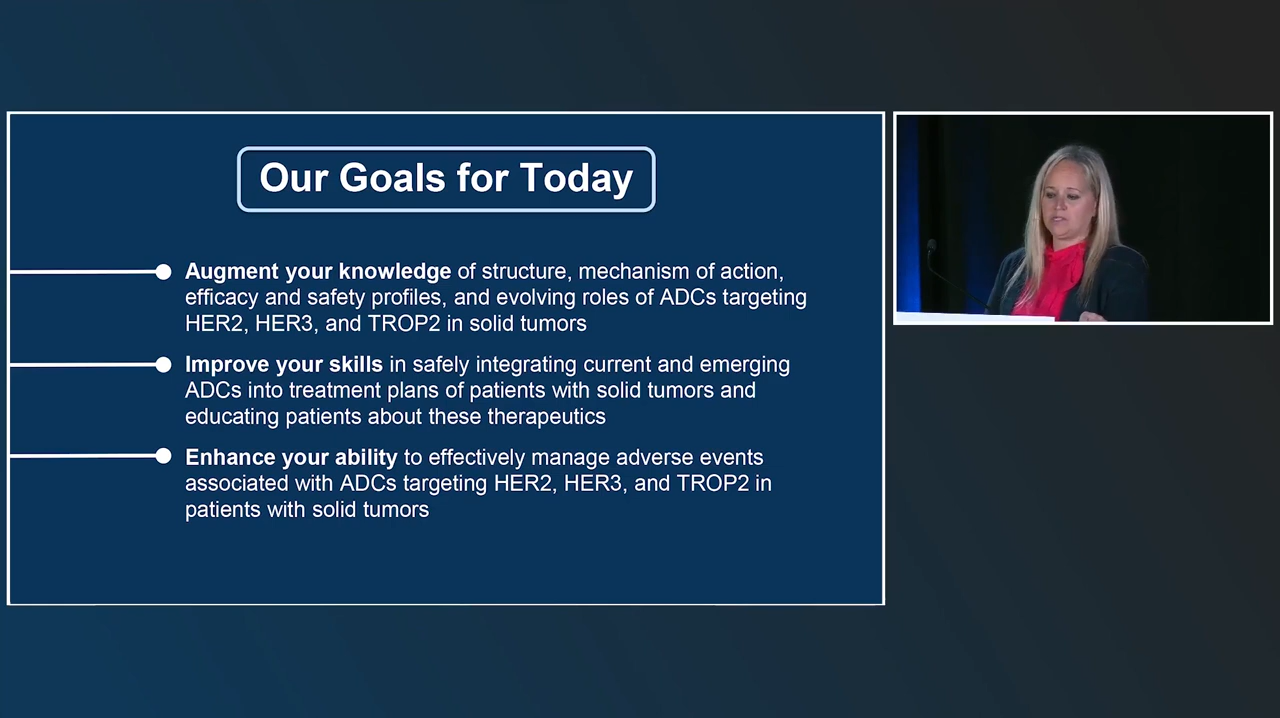 Our Goals for Today
Augment your knowledge of structure, mechanism of action,
efficacy and safety profiles, and evolving roles of ADCs targeting
HER2, HER3, and TROP2 in solid tumors
Improve your skills in safely integrating current and emerging
ADCs into treatment plans of patients with solid tumors and
educating patients about these therapeutics
Enhance your ability to effectively manage adverse events
associated with ADCs targeting HER2, HER3, and TROP2 in
patients with solid tumors